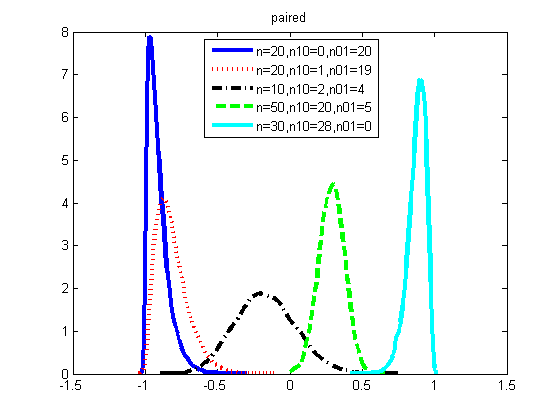 paired
8
7
6
5
4
3
2
1
0
n=20,n10=0,n01=20
n=20,n10=1,n01=19
n=10,n10=2,n01=4
n=50,n10=20,n01=5
n=30,n10=28,n01=0
-1.5 -1 -0.5 0 0.5 1 1.5